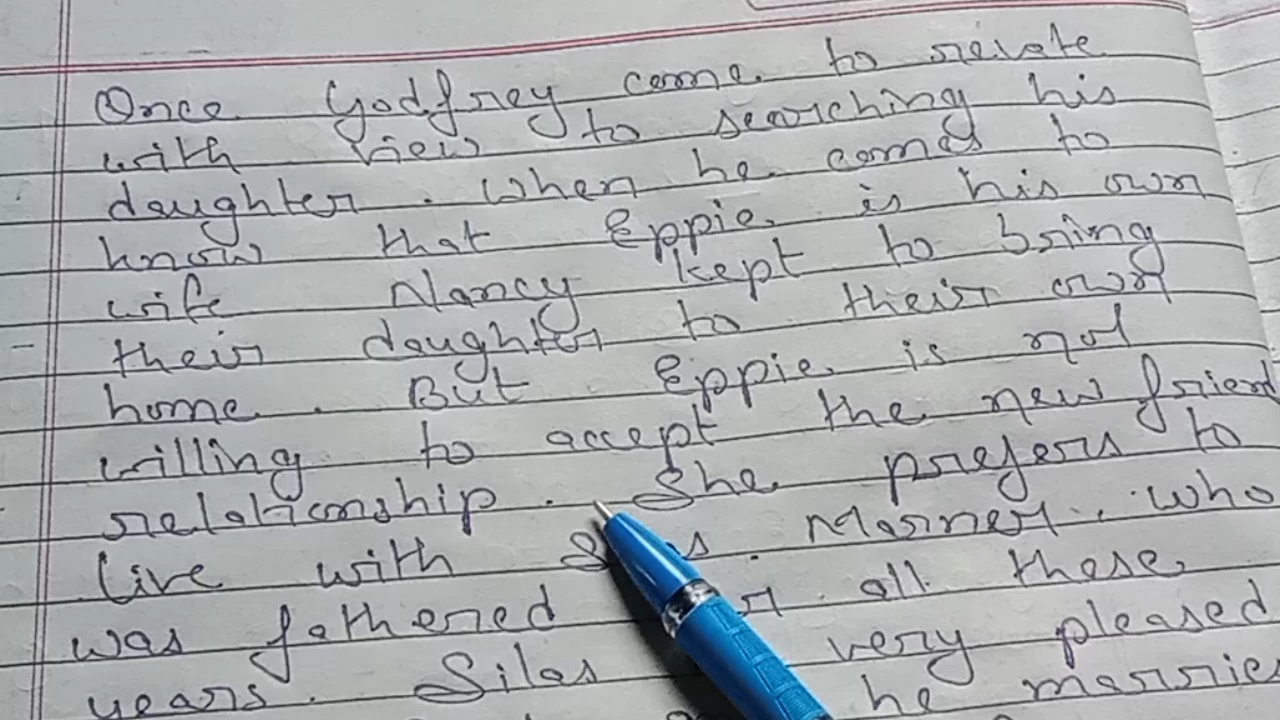 Once Godfrey come to relate
with view to searching his
daughter. When he comes to
know that Eppie is his own
wife Nancy kept to bring
their daughter to their own
home. But Eppie is not
willing to accept the new friend
relationship. She prefers to
live with Marner, who
was fathered all these
years. Silas very pleased
he marries